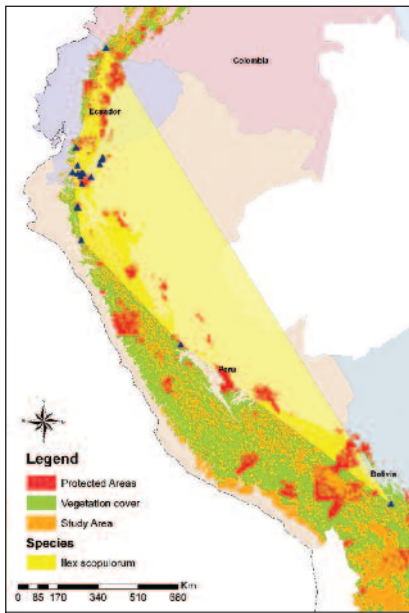 Colombia
Ecuador
Peru
Bolivia
Legend
Protected Areas
Vegetation cover
Study Area
Species
Ilex scopulorum
Km
0 85 170 340 510 680